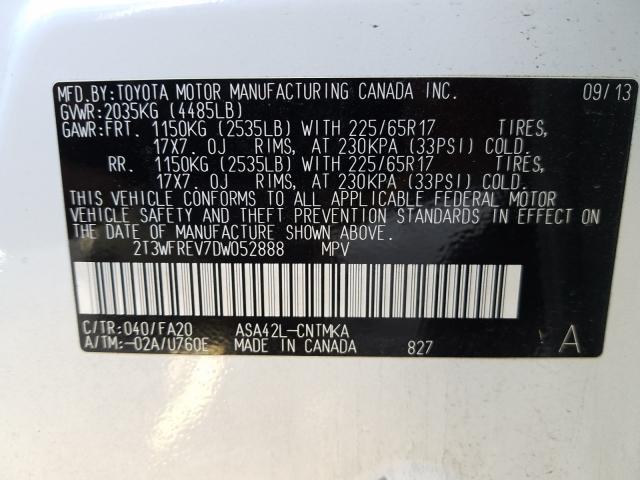 MFD.BY:TOYOTA MOTOR MANUFACTURING CANADA INC. 09/13
GVWR:2035KG (4485LB)
GAWR:FRT. 1150KG (2535LB) WITH 225/65R17 TIRES,
17X7.0J RIMS, AT 230KPA (33PSI) COLD.
RR. 1150KG (2535LB) WITH 225/65R17 TIRES,
17X7.0J RIMS, AT 230KPA (33PSI) COLD.
THIS VEHICLE CONFORMS TO ALL APPLICABLE FEDERAL MOTOR
VEHICLE SAFETY AND THEFT PREVENTION STANDARDS IN EFFECT ON
THE DATE OF MANUFACTURE SHOWN ABOVE.
2T3WFREV7DW052888 MPV
C/TR:040/FA20 ASA42L-CNTMKA
A/TM:-02A/U760E MADE IN CANADA 827 A